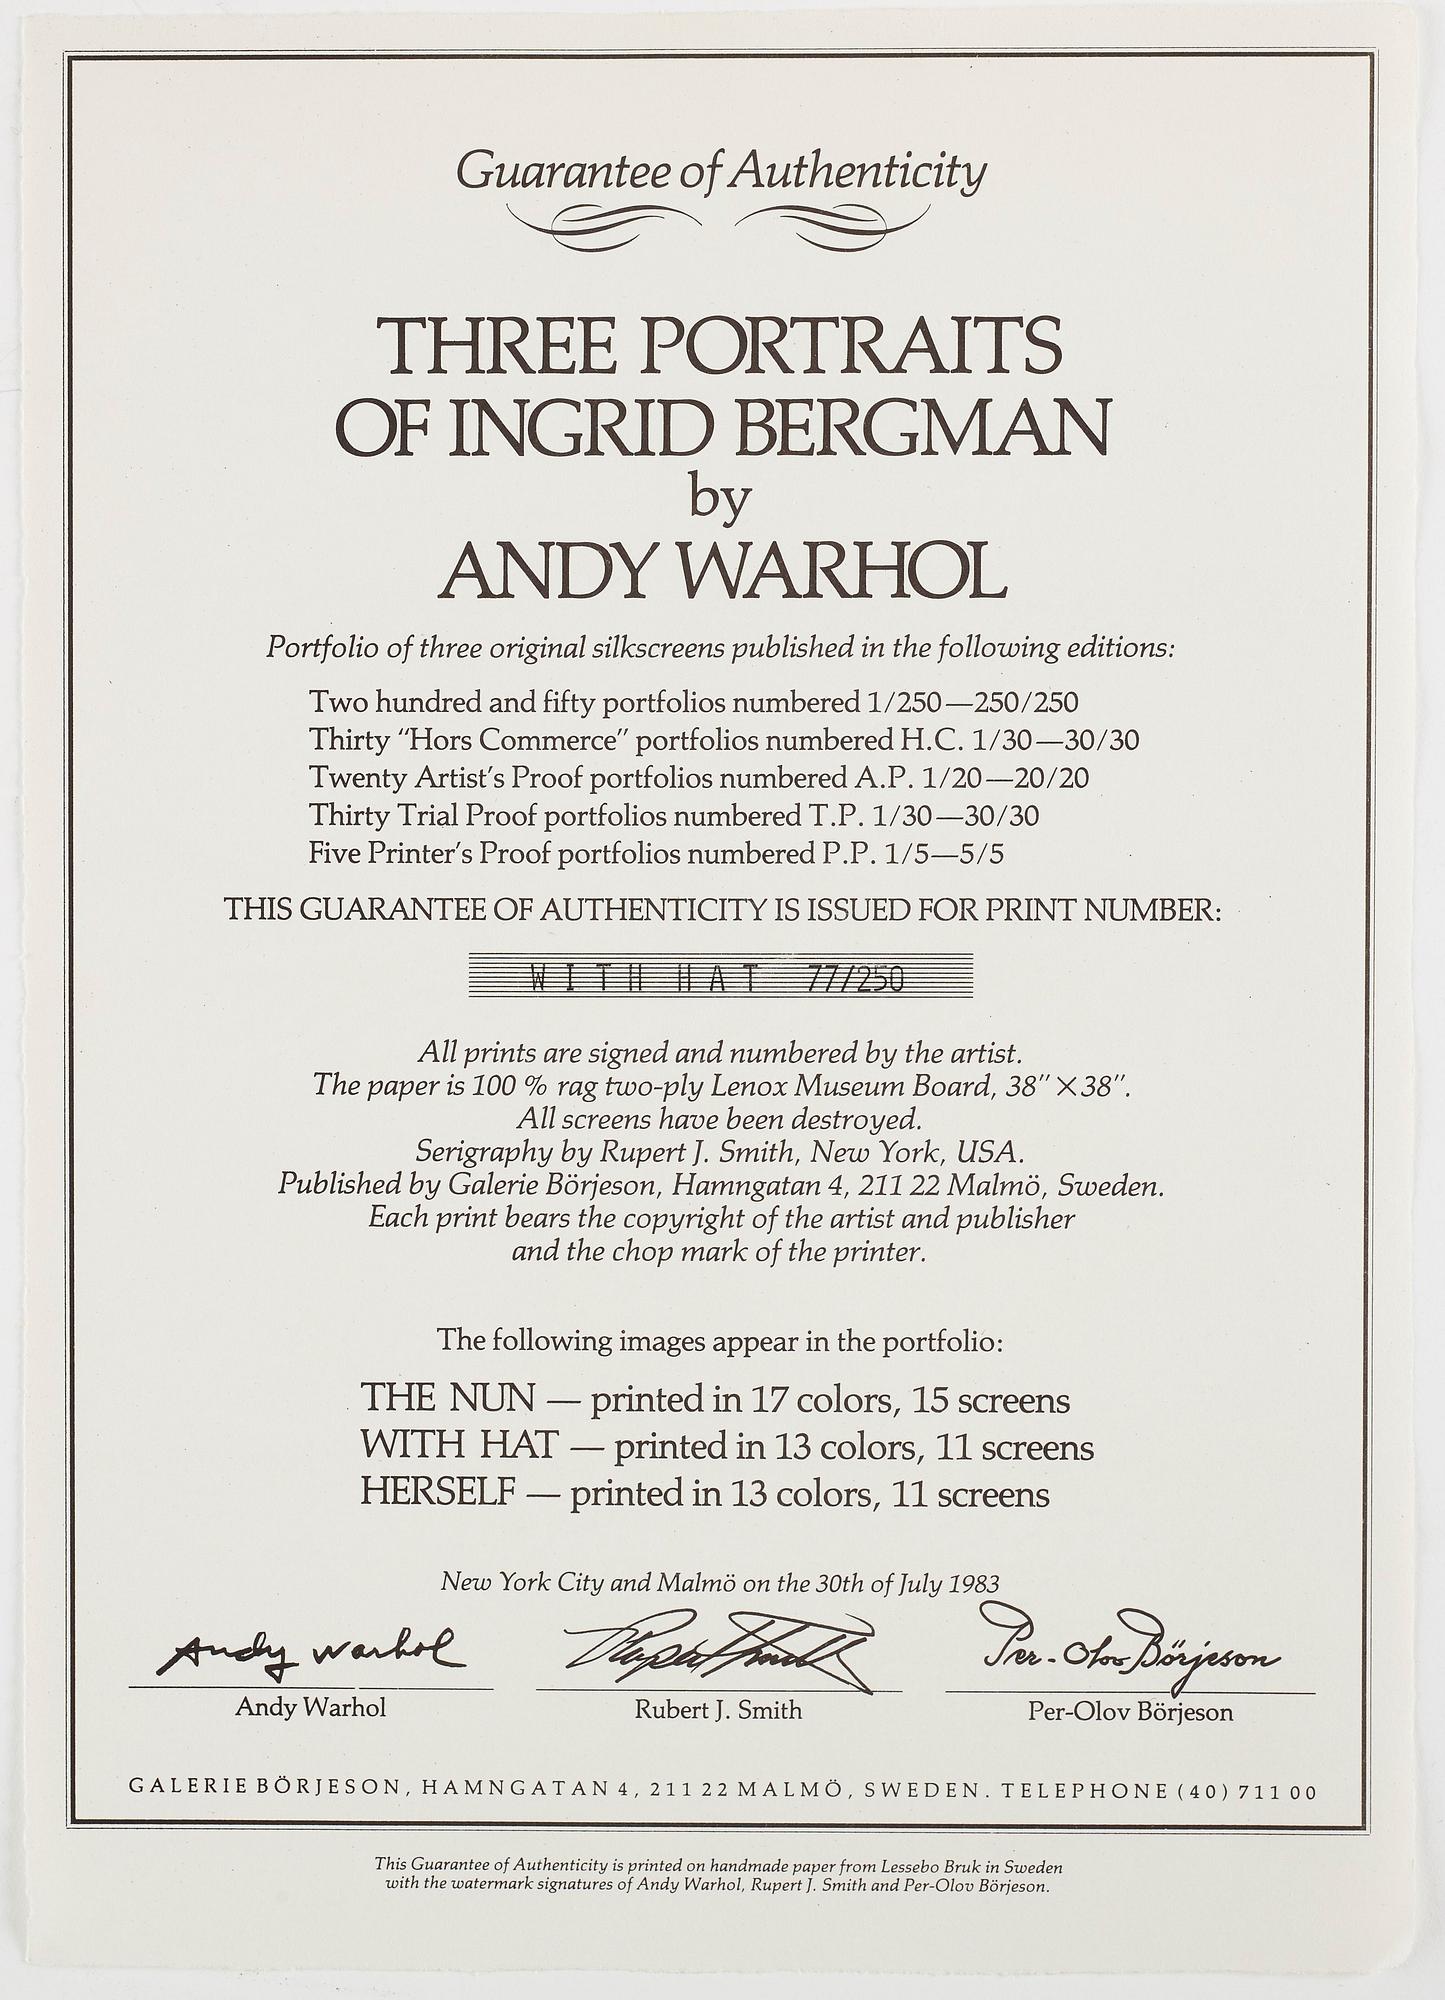 Guarantee of Authenticity
THREE PORTRAITS
OF INGRID BERGMAN
by
ANDY WARHOL
Portfolio of three original silkscreens published in the following editions:
Two hundred and fifty portfolios numbered 1/250—250/250
Thirty “Hors Commerce” portfolios numbered H.C. 1/30—30/30
Twenty Artist’s Proof portfolios numbered A.P. 1/20—20/20
Thirty Trial Proof portfolios numbered T.P. 1/30—30/30
Five Printer’s Proof portfolios numbered P.P. 1/5—5/5
THIS GUARANTEE OF AUTHENTICITY IS ISSUED FOR PRINT NUMBER:
WITH HAT 77/250
All prints are signed and numbered by the artist.
The paper is 100 % rag two-ply Lenox Museum Board, 38″ ×38″.
All screens have been destroyed.
Serigraphy by Rupert J. Smith, New York, USA.
Published by Galerie Börjeson, Hamngatan 4, 211 22 Malmö, Sweden.
Each print bears the copyright of the artist and publisher
and the chop mark of the printer.
The following images appear in the portfolio:
THE NUN — printed in 17 colors, 15 screens
WITH HAT — printed in 13 colors, 11 screens
HERSELF — printed in 13 colors, 11 screens
New York City and Malmö on the 30th of July 1983
Andy Warhol Rupert Smith Per-Olov Börjeson
Andy Warhol Rubert J. Smith Per-Olov Börjeson
GALERIE BÖRJESON, HAMNGATAN 4, 211 22 MALMÖ, SWEDEN. TELEPHONE (40) 711 00
This Guarantee of Authenticity is printed on handmade paper from Lessebo Bruk in Sweden
with the watermark signatures of Andy Warhol, Rupert J. Smith and Per-Olov Börjeson.